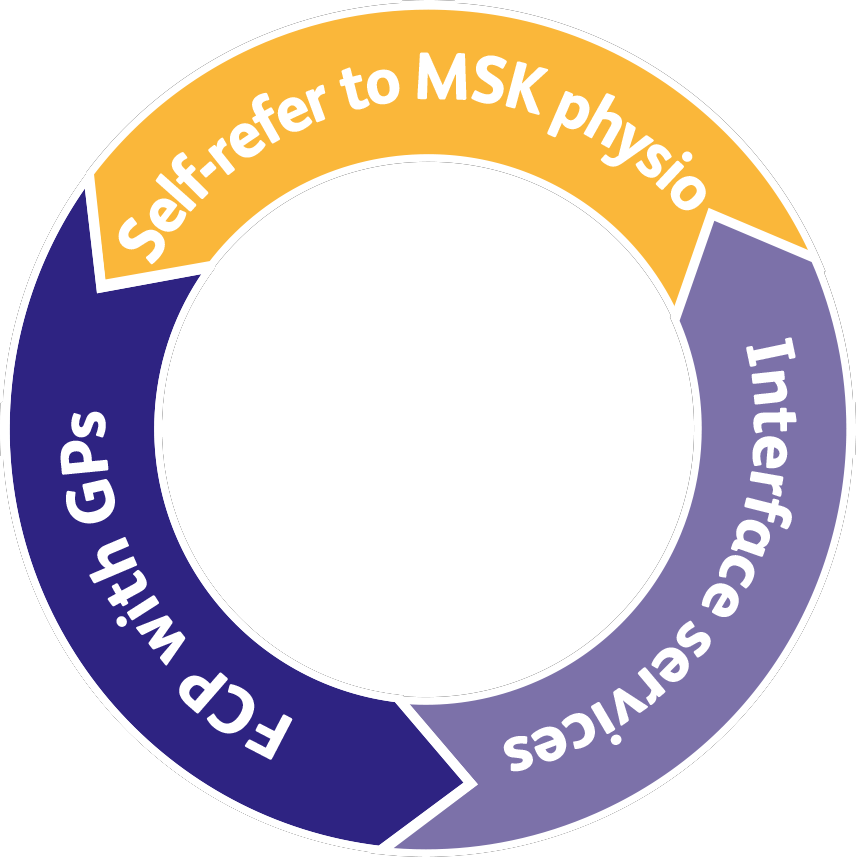 Self-refer to MSK physio
Interface services
FCP with GPs